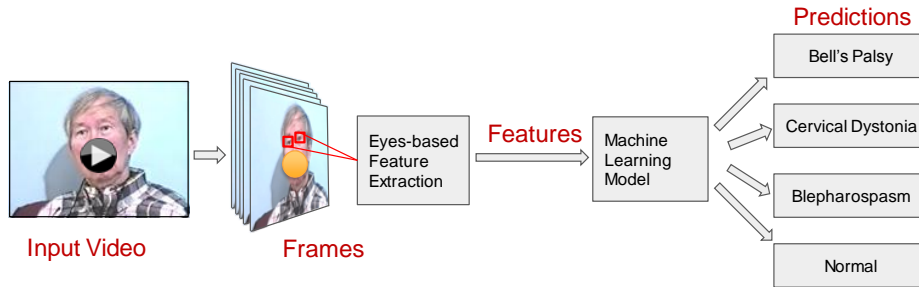 Predictions
Bell's Palsy
Cervical Dystonia
Eyes-based
Feature
Extraction
Features
Machine
Learning
Model
Blepharospasm
Input Video
Frames
Normal